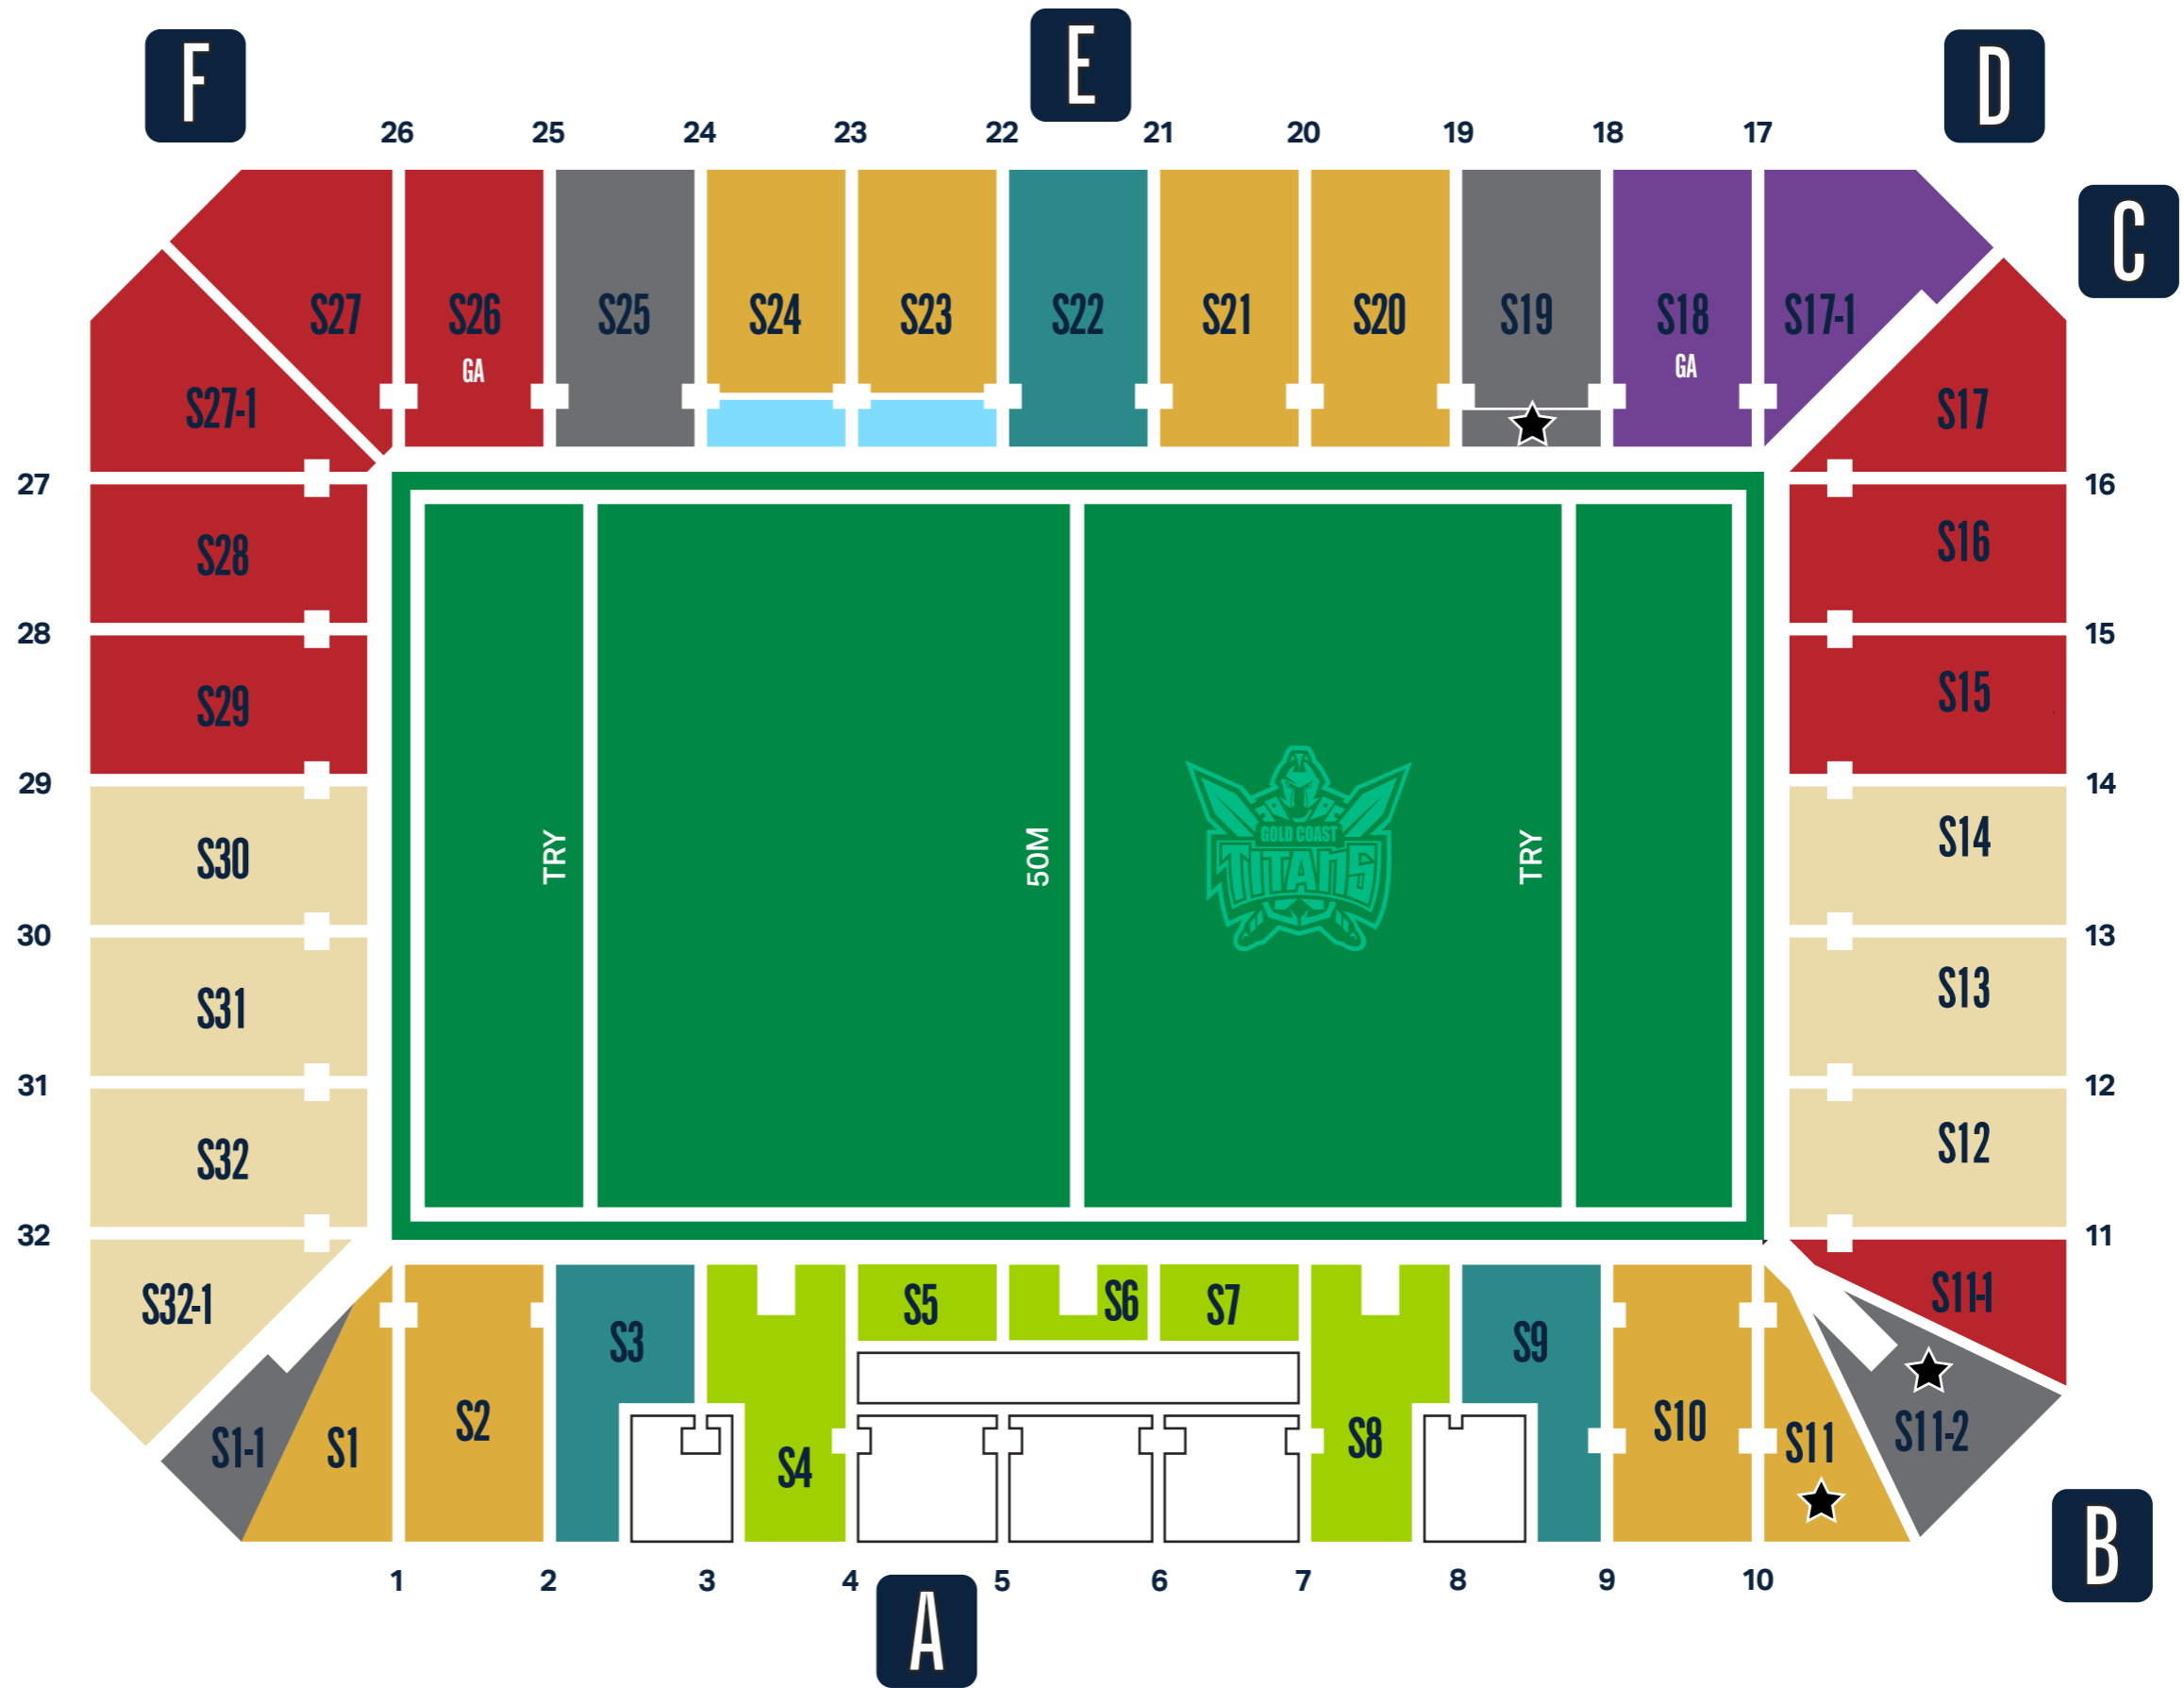 F
E
D
26 25 24 23 22 21 20 19 18 17
C
S27 S26 S25 S24 S23 S22 S21 S20 S19 S18 S17-1
GA GA
S27-1 S17
27 16
S28 S16
28 15
S29 S15
29 14
TRY 50M TRY
GOLD COAST
TITANS
S30 S14
30 13
S31 S13
31 12
S32 S12
32 11
S32-1 S5 S6 S7 S11-1
S3 S9
S1-1 S1 S2 S4 S8 S10 S11 S11-2
1 2 3 4 5 6 7 8 9 10
B
A